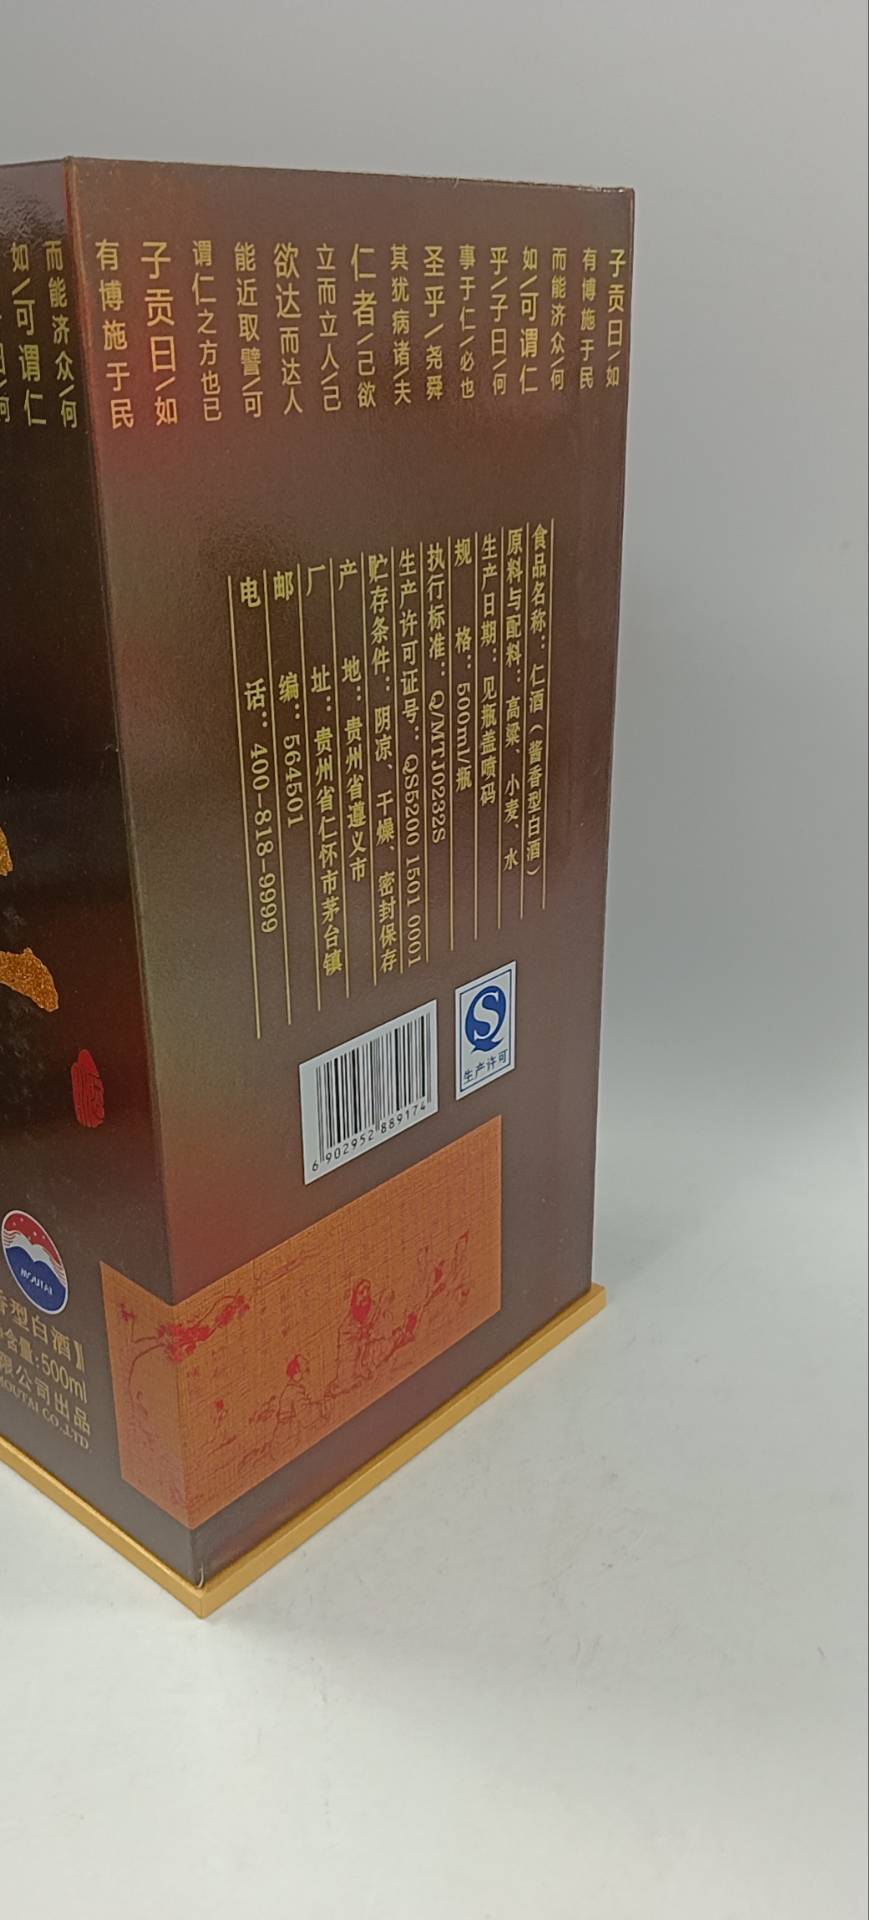 子贡曰\如
有博施于民
而能济众\何
如\可谓仁
乎\子曰\何
事于仁\必也
圣乎\尧舜
其犹病诸\夫
仁者\己欲
立而立人\己
欲达而达人
能近取譬\可
谓仁之方也已
子贡曰\如
有博施于民
而能济众\何
如\可谓仁
食品名称：仁酒（酱香型白酒）
原料与配料：高粱、小麦、水
生产日期：见瓶盖喷码
规格：500ml/瓶
执行标准：Q/MTJ0232S
生产许可证号：QS5200 1501 0001
贮存条件：阴凉、干燥、密封保存
产地：贵州省遵义市
厂址：贵州省仁怀市茅台镇
邮编：564501
电话：400-818-9999
生产许可
6 902952 889174
MOUTAI
香型白酒】
含量:500ml
限公司出品
MOUTAI CO.,LTD.